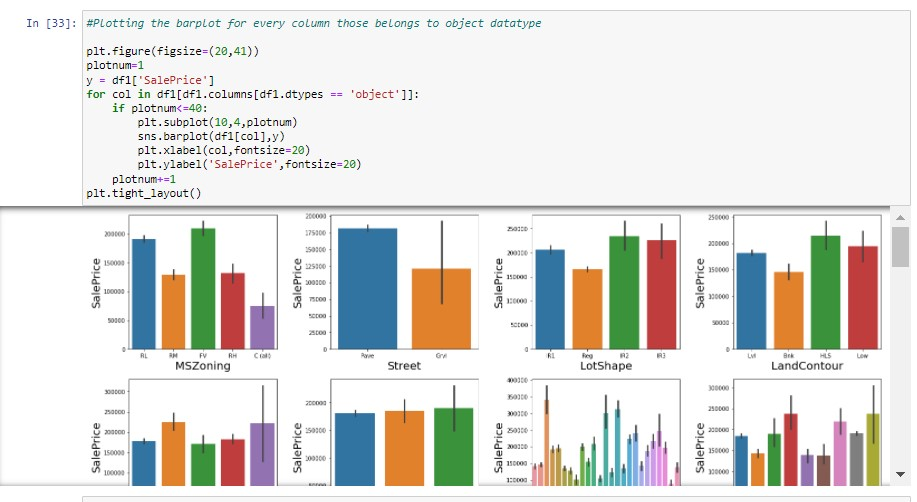 In [33]: #Plotting the barplot for every column those belongs to object datatype
plt.figure(figsize=(20,41))
plotnum=1
y = df1['SalePrice']
for col in df1[df1.columns[df1.dtypes == 'object']]:
    if plotnum<=40:
        plt.subplot(10,4,plotnum)
        sns.barplot(df1[col],y)
        plt.xlabel(col,fontsize=20)
        plt.ylabel('SalePrice',fontsize=20)
    plotnum+=1
plt.tight_layout()
SalePrice
200000
150000
100000
50000
0
RL RM FV RH C (all)
MSZoning
SalePrice
200000
175000
150000
125000
100000
75000
50000
25000
0
Pave Grvl
Street
SalePrice
250000
200000
150000
100000
50000
0
IR1 Reg IR2 IR3
LotShape
SalePrice
250000
200000
150000
100000
50000
0
Lvl Bnk HLS Low
LandContour
SalePrice
300000
250000
200000
150000
100000
SalePrice
200000
150000
100000
SalePrice
400000
350000
300000
250000
200000
150000
100000
SalePrice
300000
250000
200000
150000
100000